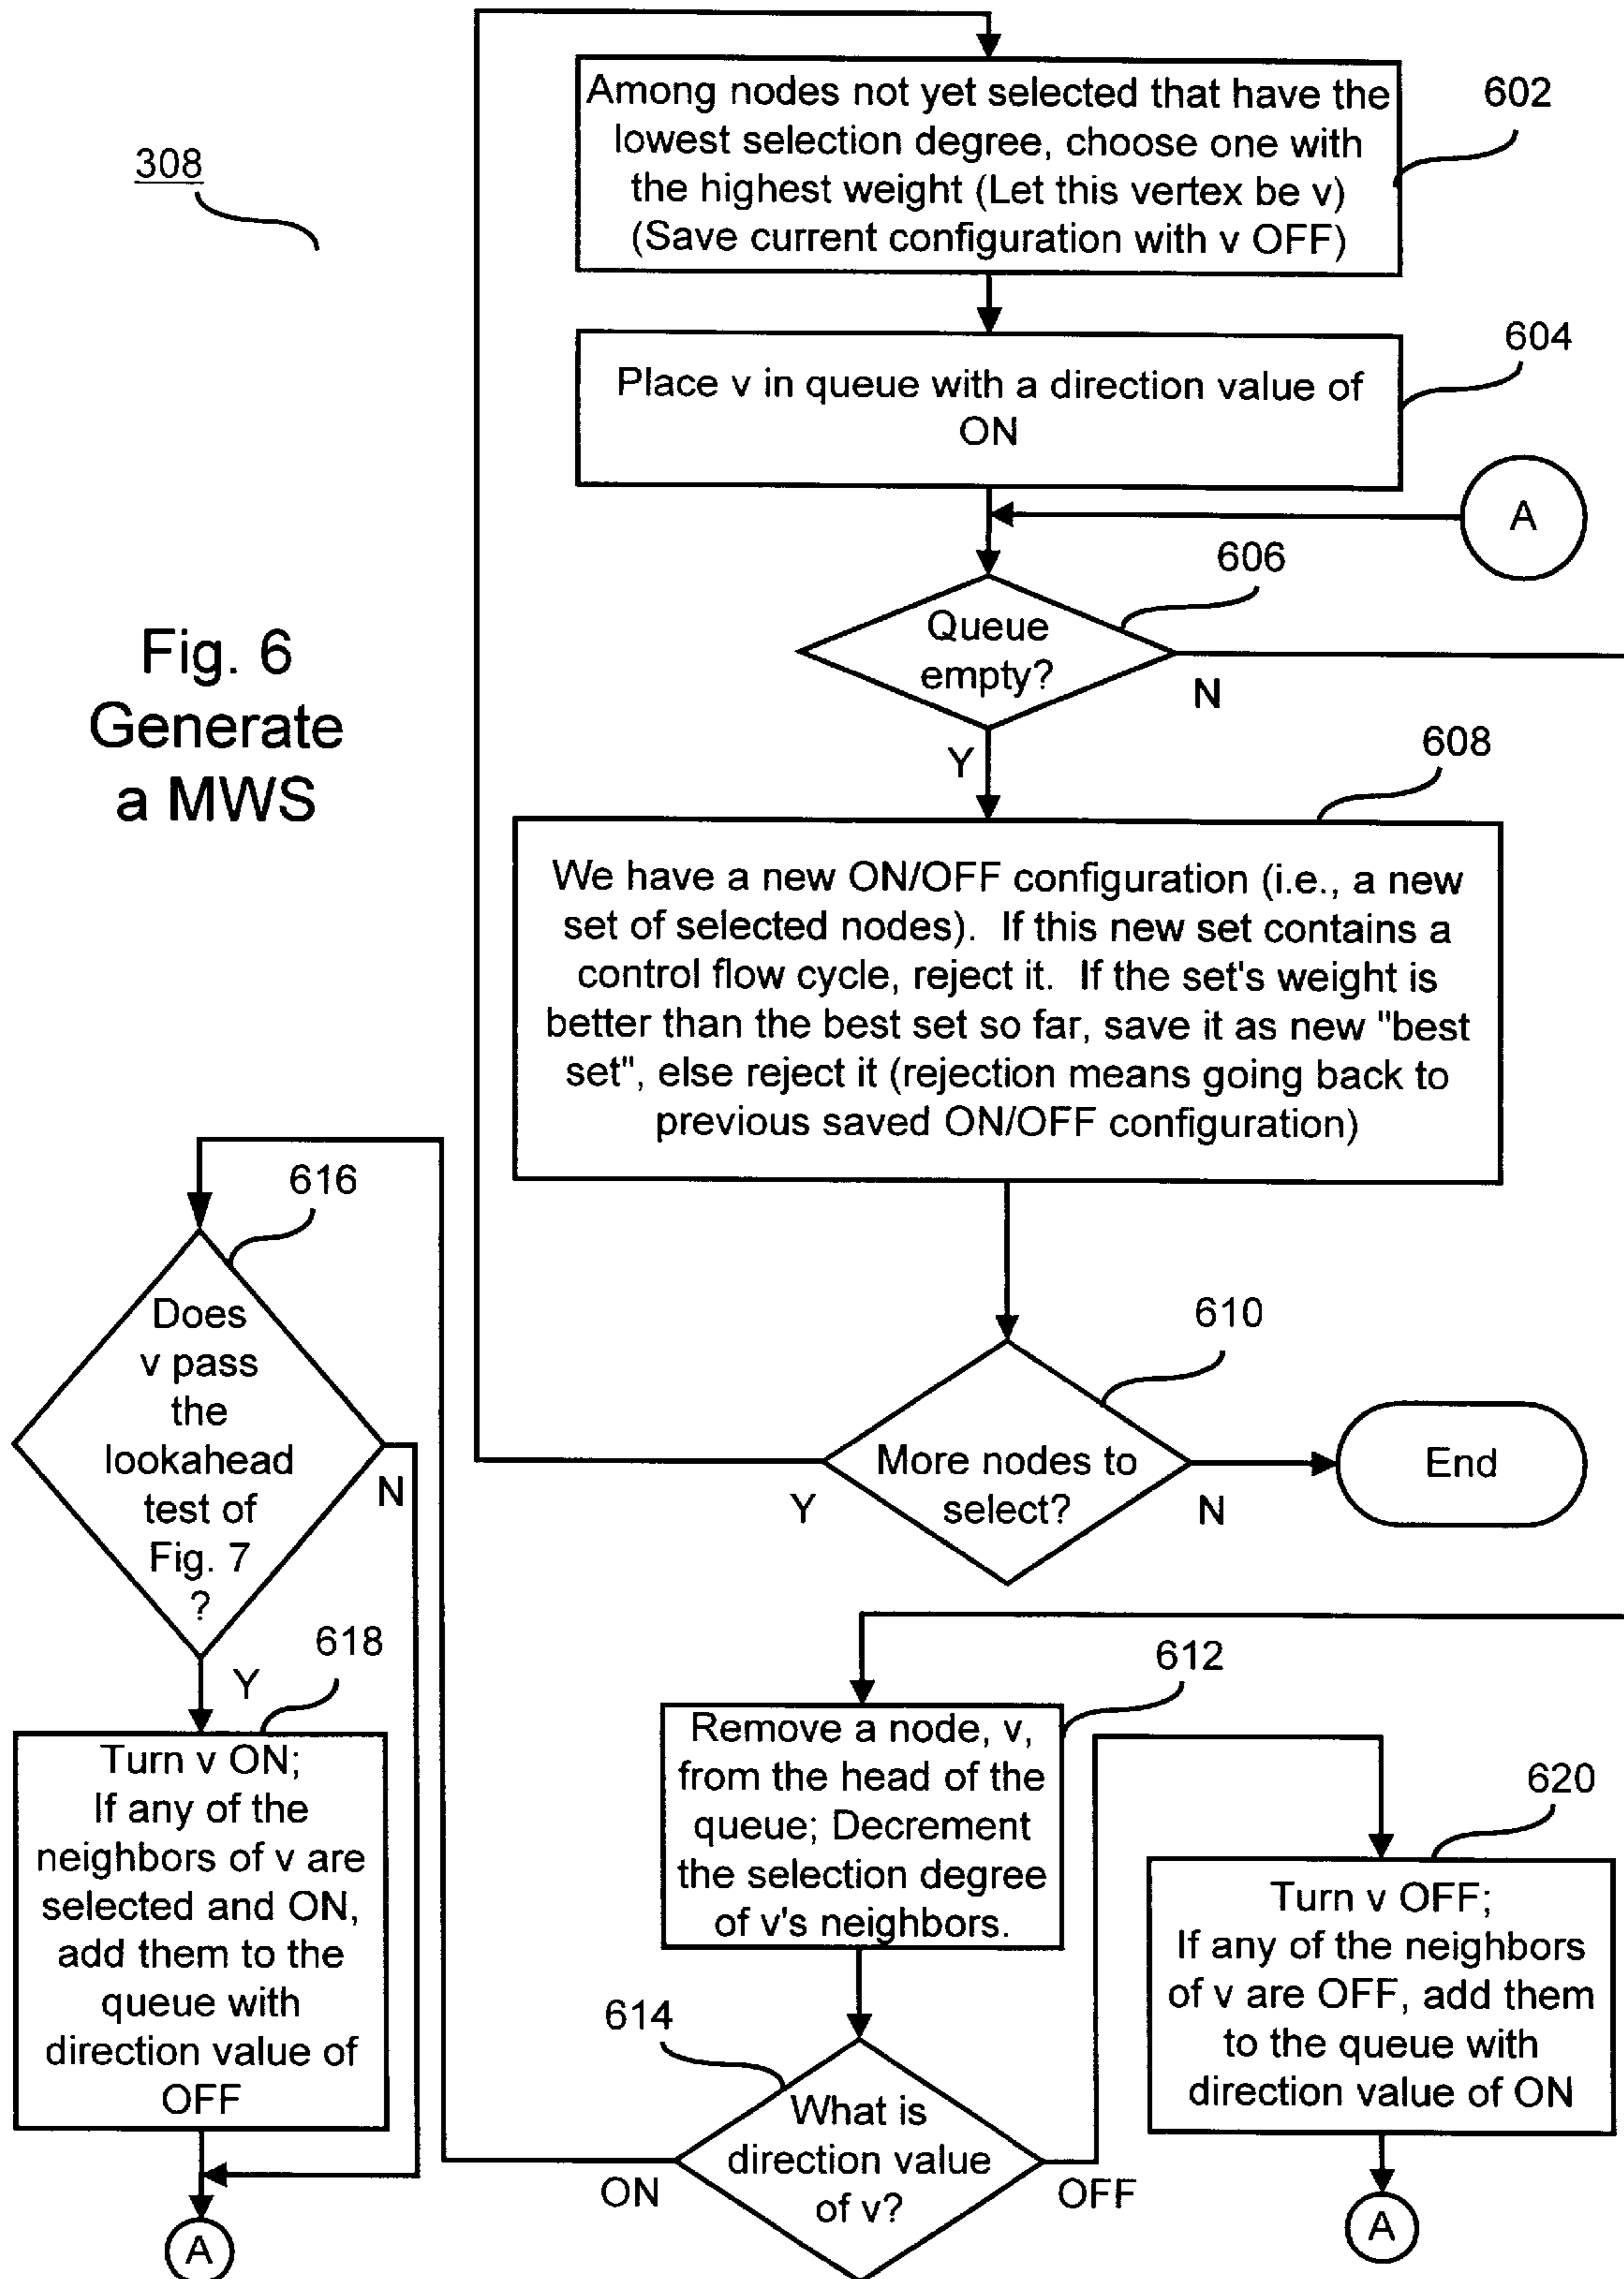 308
Fig. 6
Generate
a MWS
Among nodes not yet selected that have the
lowest selection degree, choose one with
the highest weight (Let this vertex be v)
(Save current configuration with v OFF)
602
Place v in queue with a direction value of
ON
604
A
Queue
empty?
606
N
Y
608
We have a new ON/OFF configuration (i.e., a new
set of selected nodes). If this new set contains a
control flow cycle, reject it. If the set's weight is
better than the best set so far, save it as new "best
set", else reject it (rejection means going back to
previous saved ON/OFF configuration)
610
More nodes to
select?
Y
N
End
616
Does
v pass
the
lookahead
test of
Fig. 7
?
N
Y
618
Turn v ON;
If any of the
neighbors of v are
selected and ON,
add them to the
queue with
direction value of
OFF
A
612
Remove a node, v,
from the head of the
queue; Decrement
the selection degree
of v's neighbors.
614
What is
direction value
of v?
ON
OFF
620
Turn v OFF;
If any of the neighbors
of v are OFF, add them
to the queue with
direction value of ON
A